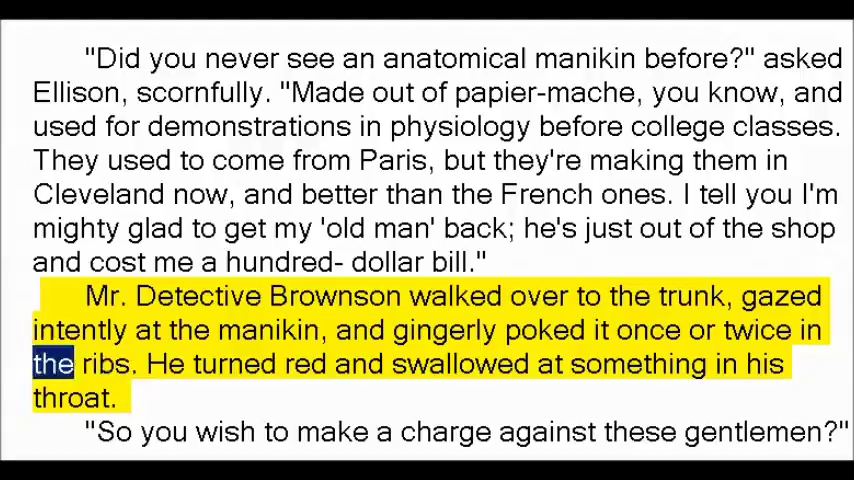 "Did you never see an anatomical manikin before?" asked
Ellison, scornfully. "Made out of papier-mache, you know, and
used for demonstrations in physiology before college classes.
They used to come from Paris, but they're making them in
Cleveland now, and better than the French ones. I tell you I'm
mighty glad to get my 'old man' back; he's just out of the shop
and cost me a hundred- dollar bill."
Mr. Detective Brownson walked over to the trunk, gazed
intently at the manikin, and gingerly poked it once or twice in
the ribs. He turned red and swallowed at something in his
throat.
"So you wish to make a charge against these gentlemen?"